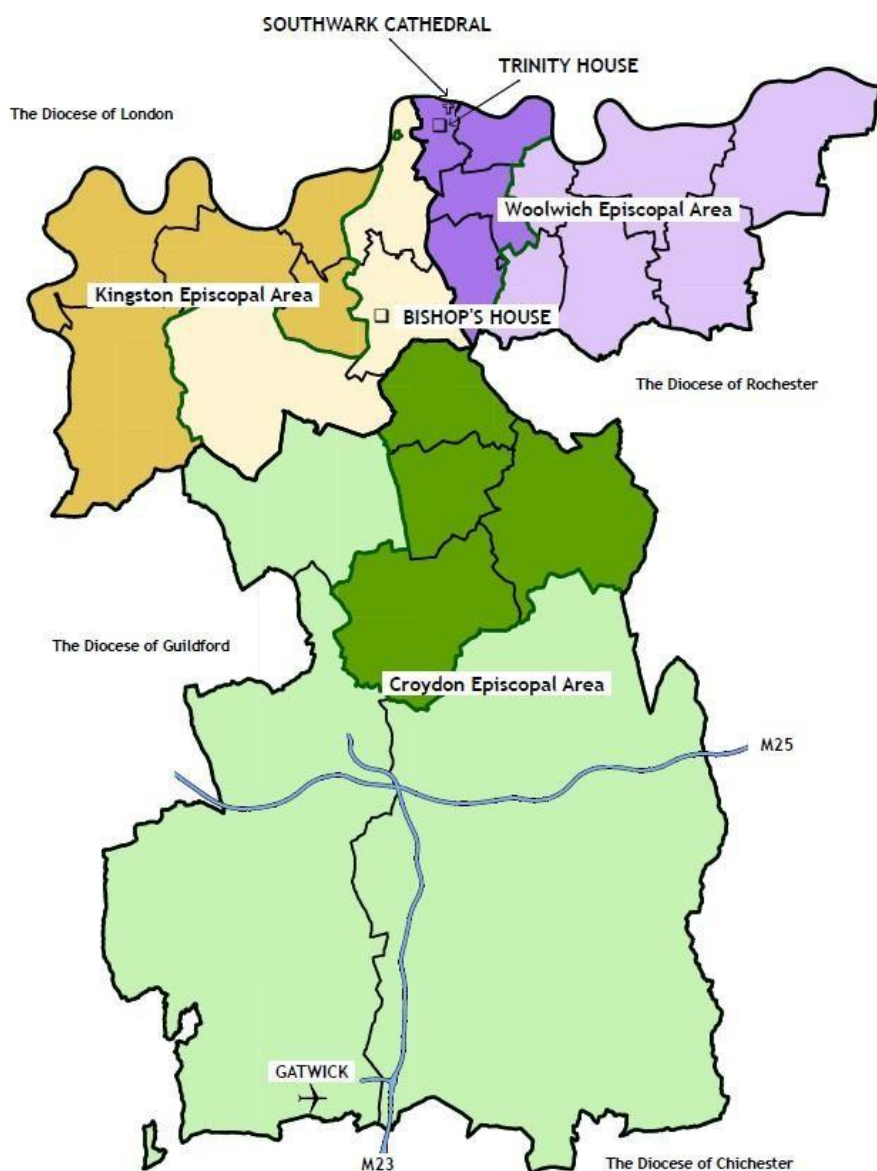 SOUTHWARK CATHEDRAL
TRINITY HOUSE
The Diocese of London
Woolwich Episcopal Area
Kingston Episcopal Area
BISHOP'S HOUSE
The Diocese of Rochester
The Diocese of Guildford
Croydon Episcopal Area
M25
GATWICK
M23
The Diocese of Chichester